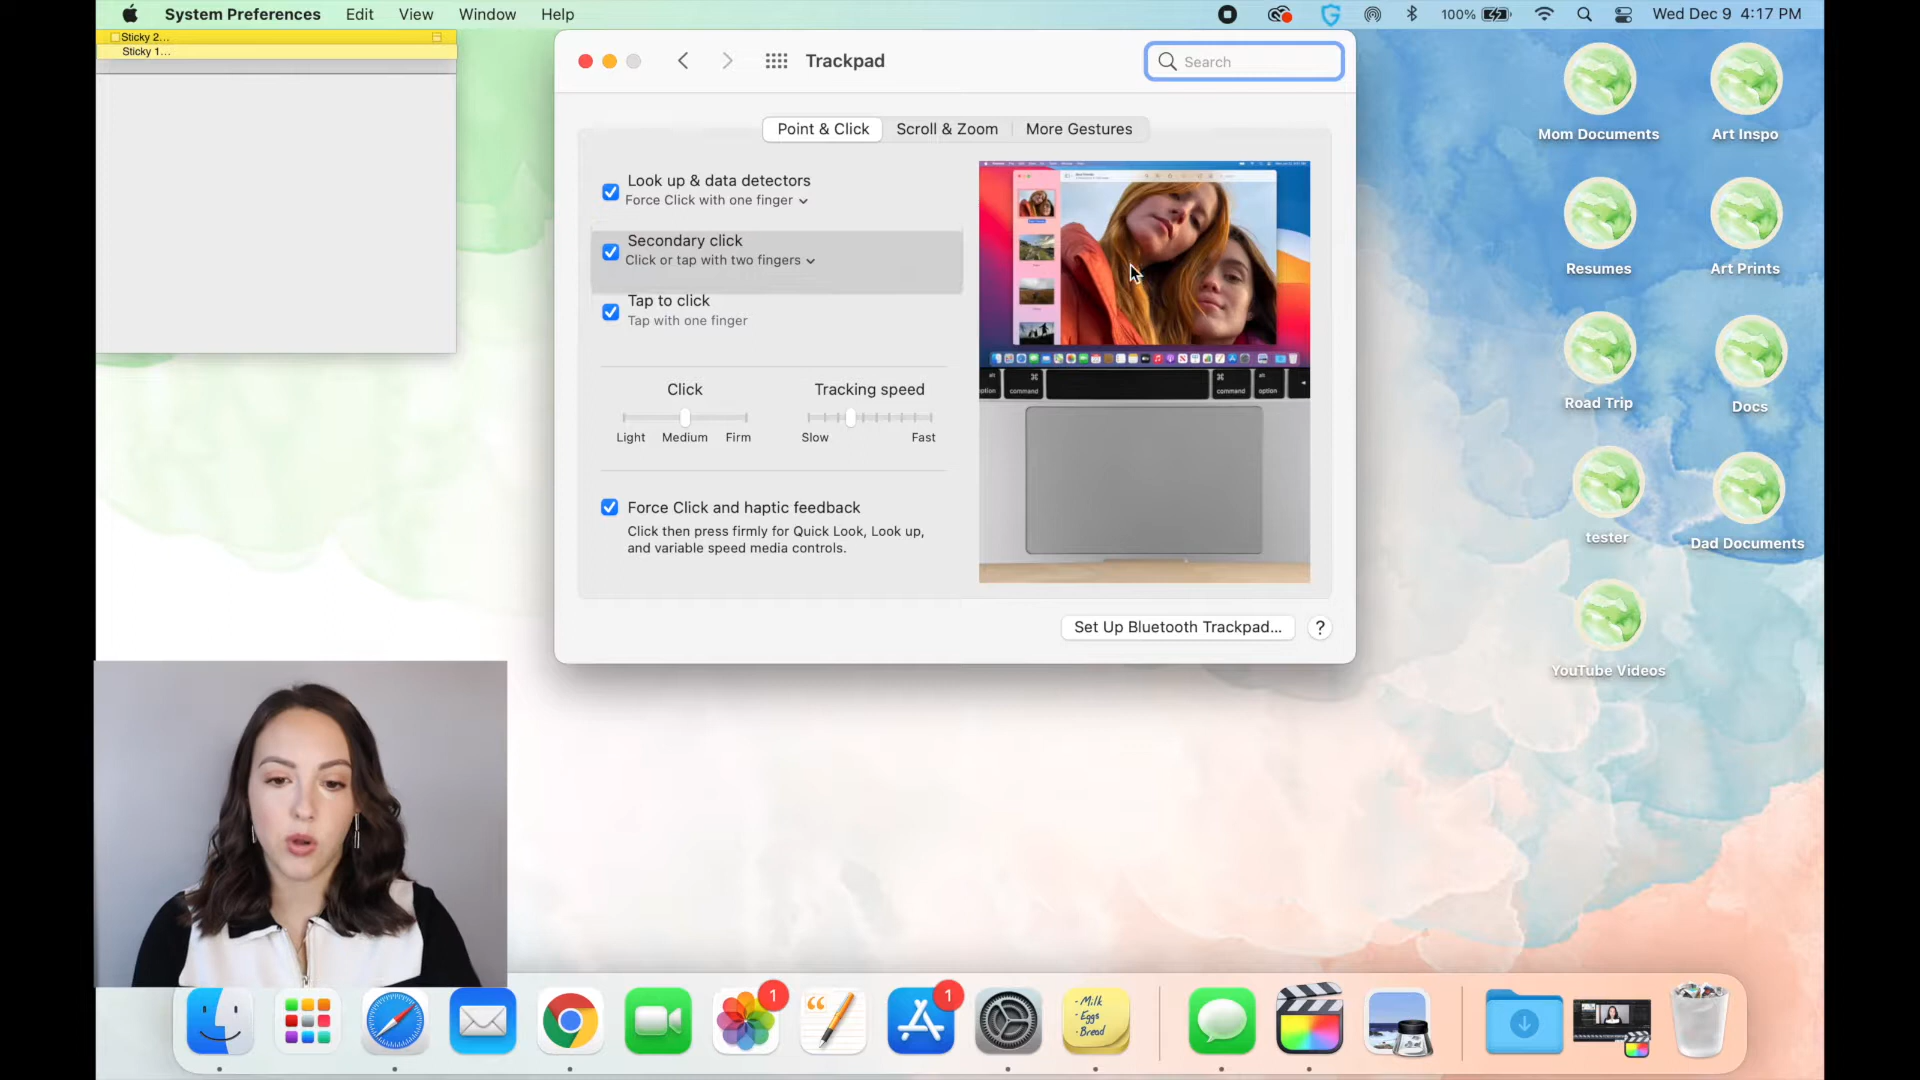 System Preferences Edit View Window Help
100% Wed Dec 9 4:17 PM
Sticky 2...
Sticky 1...
Trackpad
Search
Point & Click Scroll & Zoom More Gestures
Look up & data detectors
Force Click with one finger
Secondary click
Click or tap with two fingers
Tap to click
Tap with one finger
Click Tracking speed
Light Medium Firm Slow Fast
Force Click and haptic feedback
Click then press firmly for Quick Look, Look up,
and variable speed media controls.
command command option
Set Up Bluetooth Trackpad... ?
Mom Documents Art Inspo
Resumes Art Prints
Road Trip Docs
tester Dad Documents
YouTube Videos
1 1
Milk
Eggs
Bread